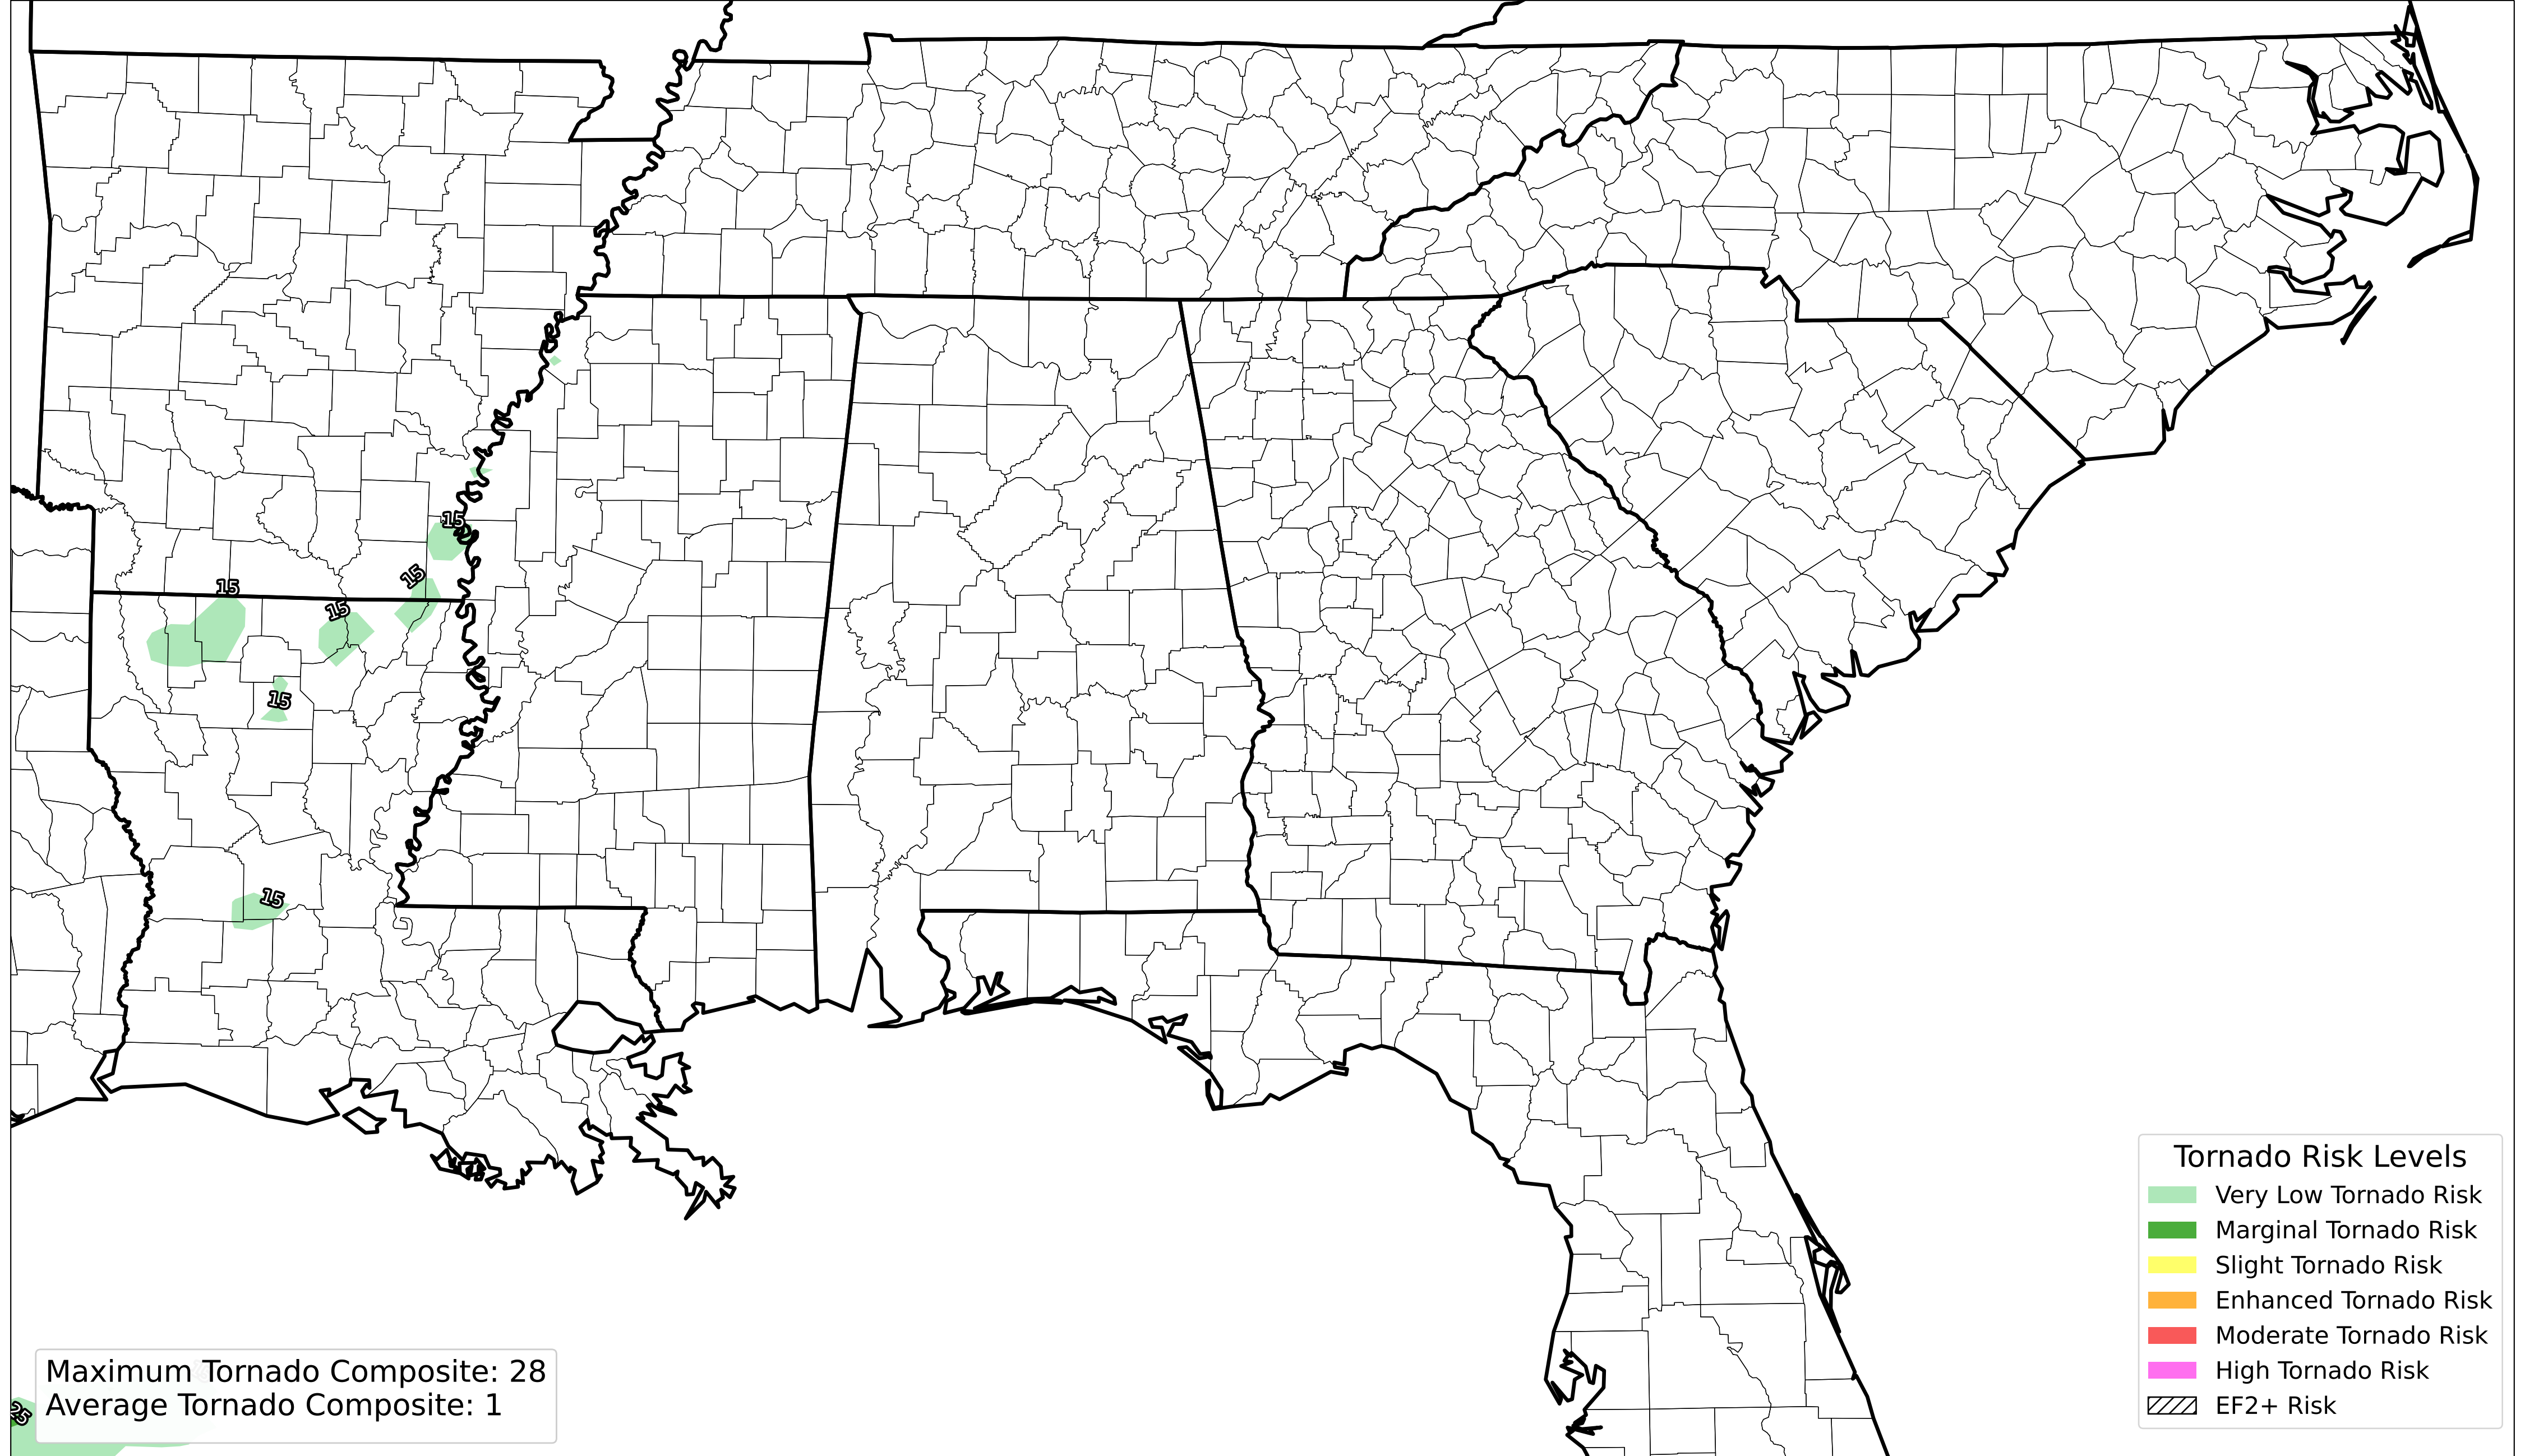 15
15
15
15
15
15
Tornado Risk Levels
Very Low Tornado Risk
Marginal Tornado Risk
Slight Tornado Risk
Enhanced Tornado Risk
Moderate Tornado Risk
High Tornado Risk
EF2+ Risk
Maximum Tornado Composite: 28
Average Tornado Composite: 1
25